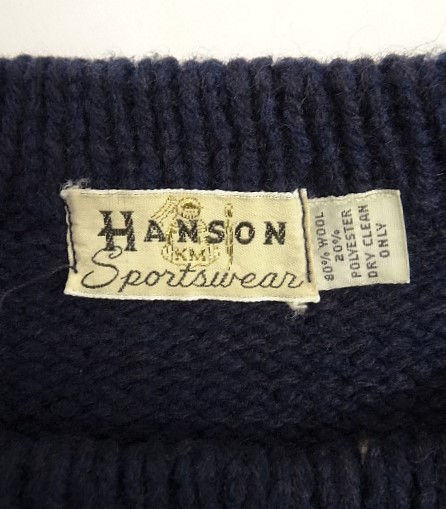 HANSON
KM
Sportswear
80% WOOL
20%
POLYESTER
DRY CLEAN
ONLY